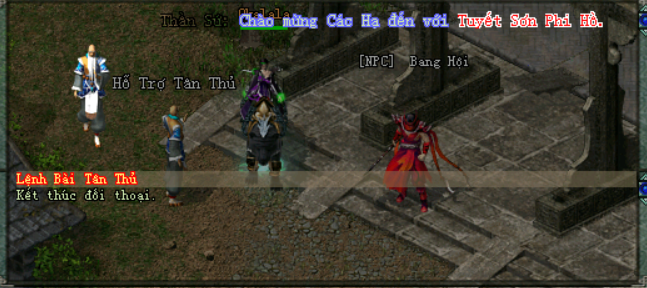 Thần Sứ: Chào mừng Các Hạ đến với Tuyết Sơn Phi Hồ.
[NPC] Bang Hội
Hỗ Trợ Tân Thủ
Lệnh Bài Tân Thủ
Kết thúc đối thoại.